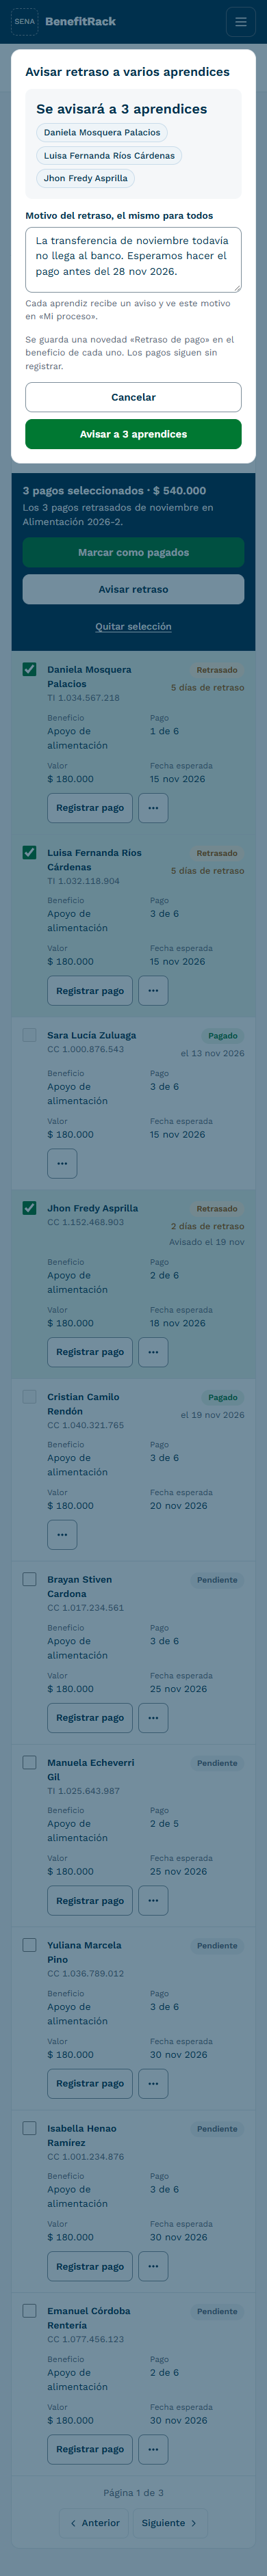 SENA
BenefitRack
Avisar retraso a varios aprendices
Se avisará a 3 aprendices
Daniela Mosquera Palacios
Luisa Fernanda Ríos Cárdenas
Jhon Fredy Asprilla
Motivo del retraso, el mismo para todos
La transferencia de noviembre todavía
no llega al banco. Esperamos hacer el
pago antes del 28 nov 2026.
Cada aprendiz recibe un aviso y ve este motivo
en «Mi proceso».
Se guarda una novedad «Retraso de pago» en el
beneficio de cada uno. Los pagos siguen sin
registrar.
Cancelar
Avisar a 3 aprendices
3 pagos seleccionados · $ 540.000
Los 3 pagos retrasados de noviembre en
Alimentación 2026-2.
Marcar como pagados
Avisar retraso
Quitar selección
Daniela Mosquera
Palacios
TI 1.034.567.218
Retrasado
5 días de retraso
Beneficio
Apoyo de
alimentación
Pago
1 de 6
Valor
$ 180.000
Fecha esperada
15 nov 2026
Registrar pago
Luisa Fernanda Ríos
Cárdenas
TI 1.032.118.904
Retrasado
5 días de retraso
Beneficio
Apoyo de
alimentación
Pago
3 de 6
Valor
$ 180.000
Fecha esperada
15 nov 2026
Registrar pago
Sara Lucía Zuluaga
CC 1.000.876.543
Pagado
el 13 nov 2026
Beneficio
Apoyo de
alimentación
Pago
3 de 6
Valor
$ 180.000
Fecha esperada
15 nov 2026
Jhon Fredy Asprilla
CC 1.152.468.903
Retrasado
2 días de retraso
Avisado el 19 nov
Beneficio
Apoyo de
alimentación
Pago
2 de 6
Valor
$ 180.000
Fecha esperada
18 nov 2026
Registrar pago
Cristian Camilo
Rendón
CC 1.040.321.765
Pagado
el 19 nov 2026
Beneficio
Apoyo de
alimentación
Pago
3 de 6
Valor
$ 180.000
Fecha esperada
20 nov 2026
Brayan Stiven
Cardona
CC 1.017.234.561
Pendiente
Beneficio
Apoyo de
alimentación
Pago
3 de 6
Valor
$ 180.000
Fecha esperada
25 nov 2026
Registrar pago
Manuela Echeverri
Gil
TI 1.025.643.987
Pendiente
Beneficio
Apoyo de
alimentación
Pago
2 de 5
Valor
$ 180.000
Fecha esperada
25 nov 2026
Registrar pago
Yuliana Marcela
Pino
CC 1.036.789.012
Pendiente
Beneficio
Apoyo de
alimentación
Pago
3 de 6
Valor
$ 180.000
Fecha esperada
30 nov 2026
Registrar pago
Isabella Henao
Ramírez
CC 1.001.234.876
Pendiente
Beneficio
Apoyo de
alimentación
Pago
3 de 6
Valor
$ 180.000
Fecha esperada
30 nov 2026
Registrar pago
Emanuel Córdoba
Rentería
CC 1.077.456.123
Pendiente
Beneficio
Apoyo de
alimentación
Pago
2 de 6
Valor
$ 180.000
Fecha esperada
30 nov 2026
Registrar pago
Página 1 de 3
Anterior
Siguiente